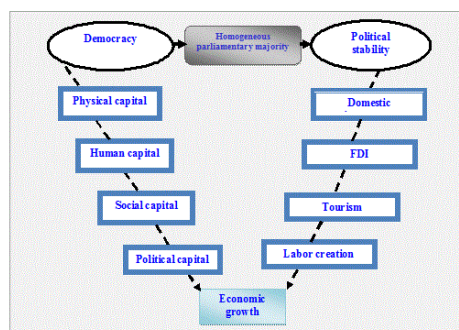 Democracy
Homogeneous
parliamentary majority
Political
stability
Physical capital
Domestic
Human capital
FDI
Social capital
Tourism
Political capital
Labor creation
Economic
growth